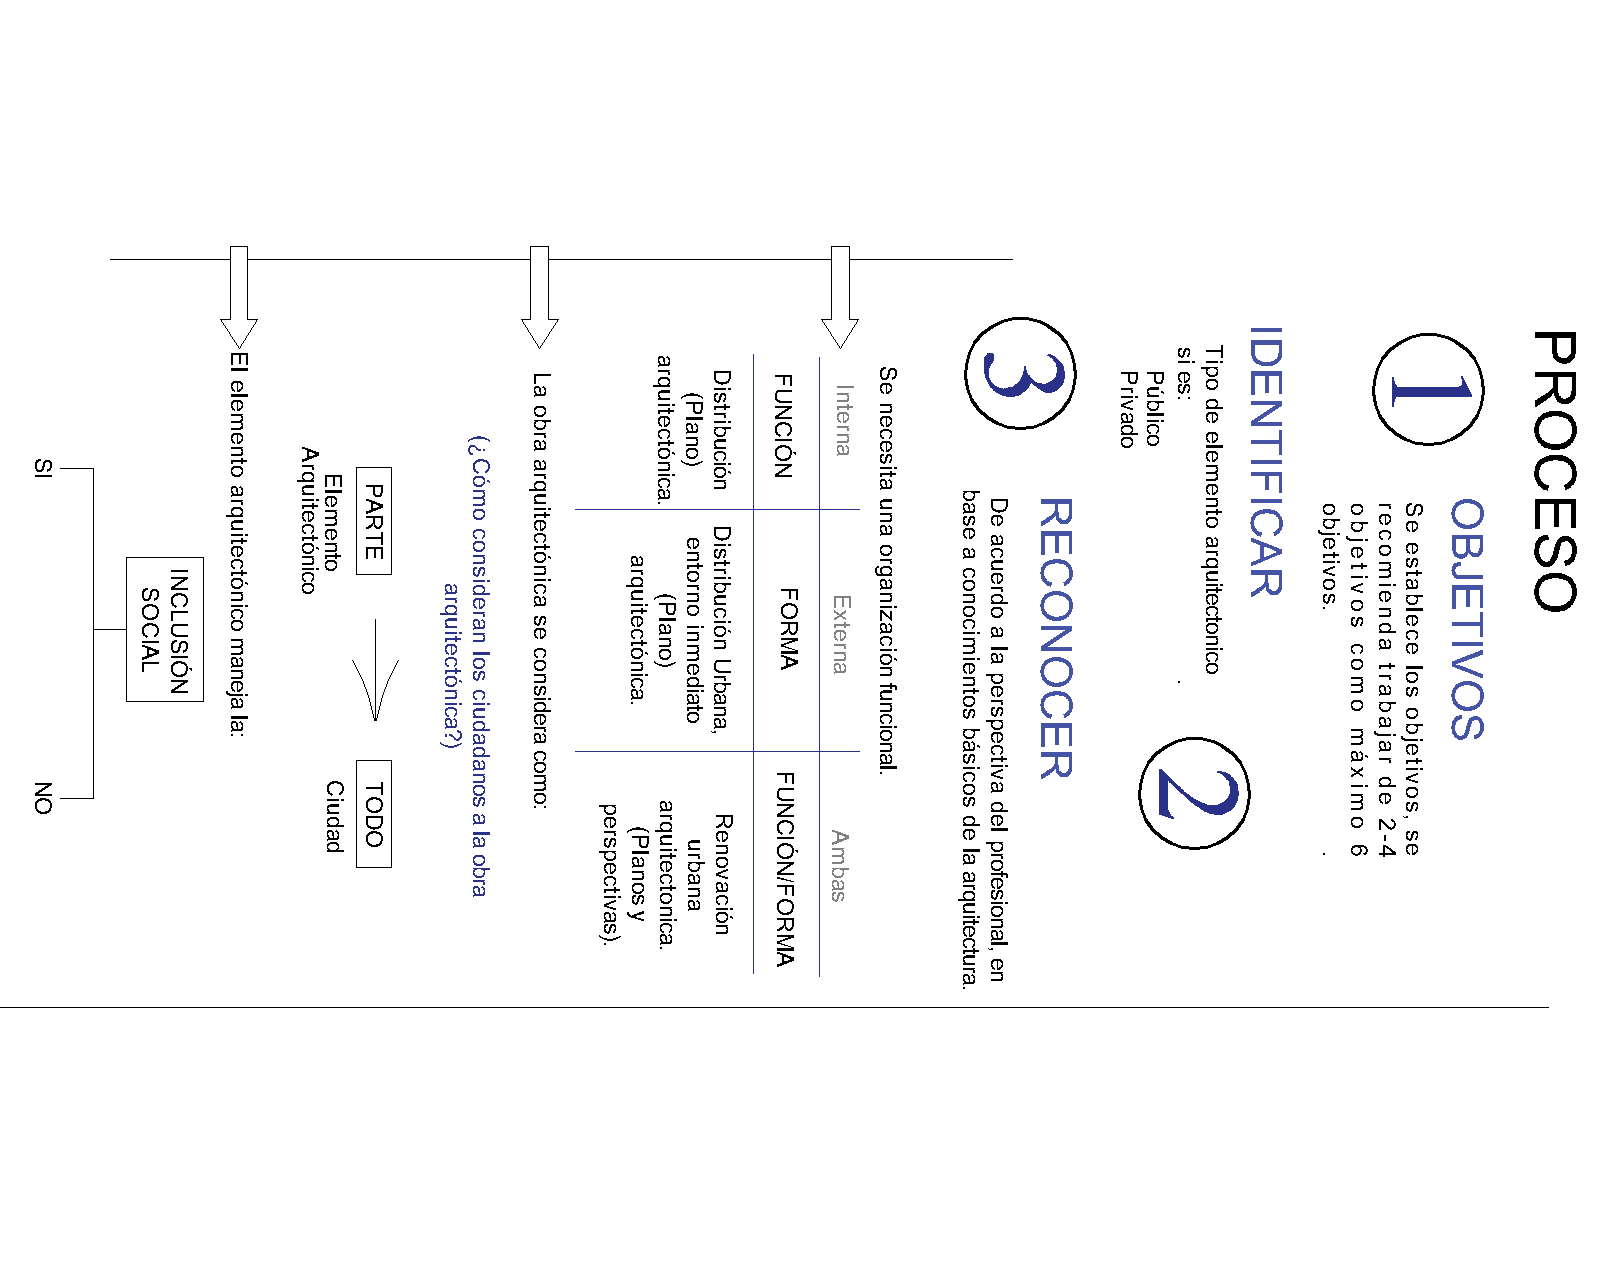 PROCESO
1
OBJETIVOS
Se establece los objetivos, se
recomienda trabajar de 2-4
objetivos como máximo 6
objetivos.
.
IDENTIFICAR
2
Tipo de elemento arquitectonico
si es:
.
Público
Privado
3
RECONOCER
De acuerdo a la perspectiva del profesional, en
base a conocimientos básicos de la arquitectura.
Se necesita una organización funcional.
Interna Externa Ambas
FUNCIÓN FORMA FUNCIÓN/FORMA
Distribución
(Plano)
arquitectónica.
Distribución Urbana,
entorno inmediato
(Plano)
arquitectónica.
Renovación
urbana
arquitectonica.
(Planos y
perspectivas).
La obra arquitectónica se considera como:
(¿Cómo consideran los ciudadanos a la obra
arquitectónica?)
PARTE
Elemento
Arquitectónico
TODO
Ciudad
El elemento arquitectónico maneja la:
INCLUSIÓN
SOCIAL
SI NO